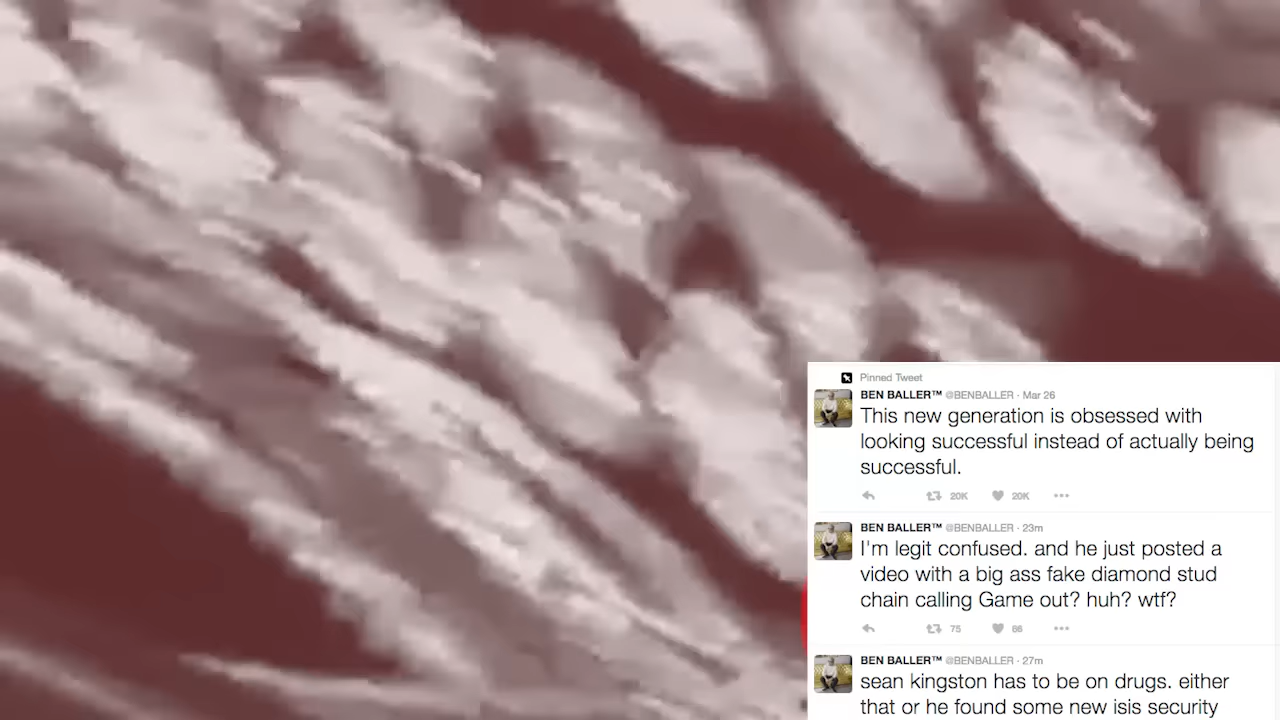 Pinned Tweet
BEN BALLER™ @BENBALLER · Mar 26
This new generation is obsessed with
looking successful instead of actually being
successful.
20K 20K •••
BEN BALLER™ @BENBALLER · 23m
I'm legit confused. and he just posted a
video with a big ass fake diamond stud
chain calling Game out? huh? wtf?
75 86 •••
BEN BALLER™ @BENBALLER · 27m
sean kingston has to be on drugs. either
that or he found some new isis security